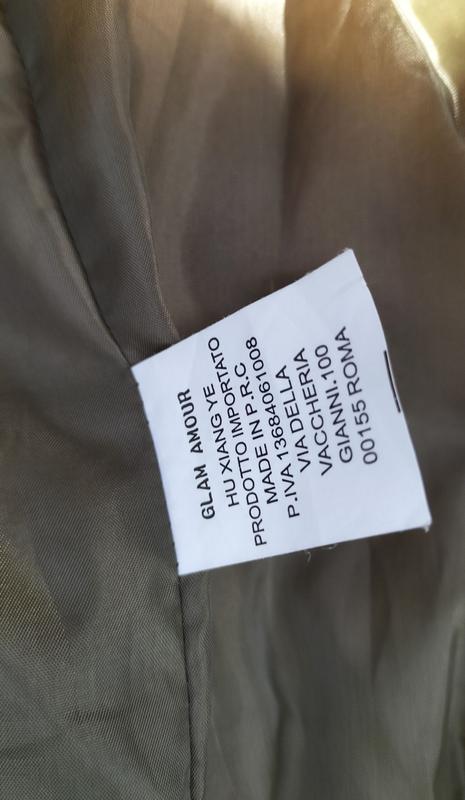 GLAM AMOUR
HU XIANG YE
PRODOTTO IMPORTATO
MADE IN P.R.C
P.IVA 13684061008
VIA DELLA
VACCHERIA
GIANNI.100
00155 ROMA